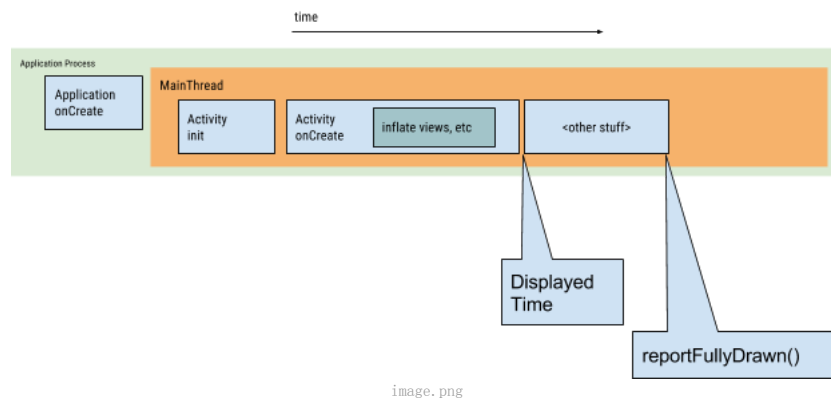 time
Application Process
MainThread
Application
onCreate
Activity
init
Activity
onCreate
inflate views, etc
<other stuff>
Displayed
Time
reportFullyDrawn()
image.png